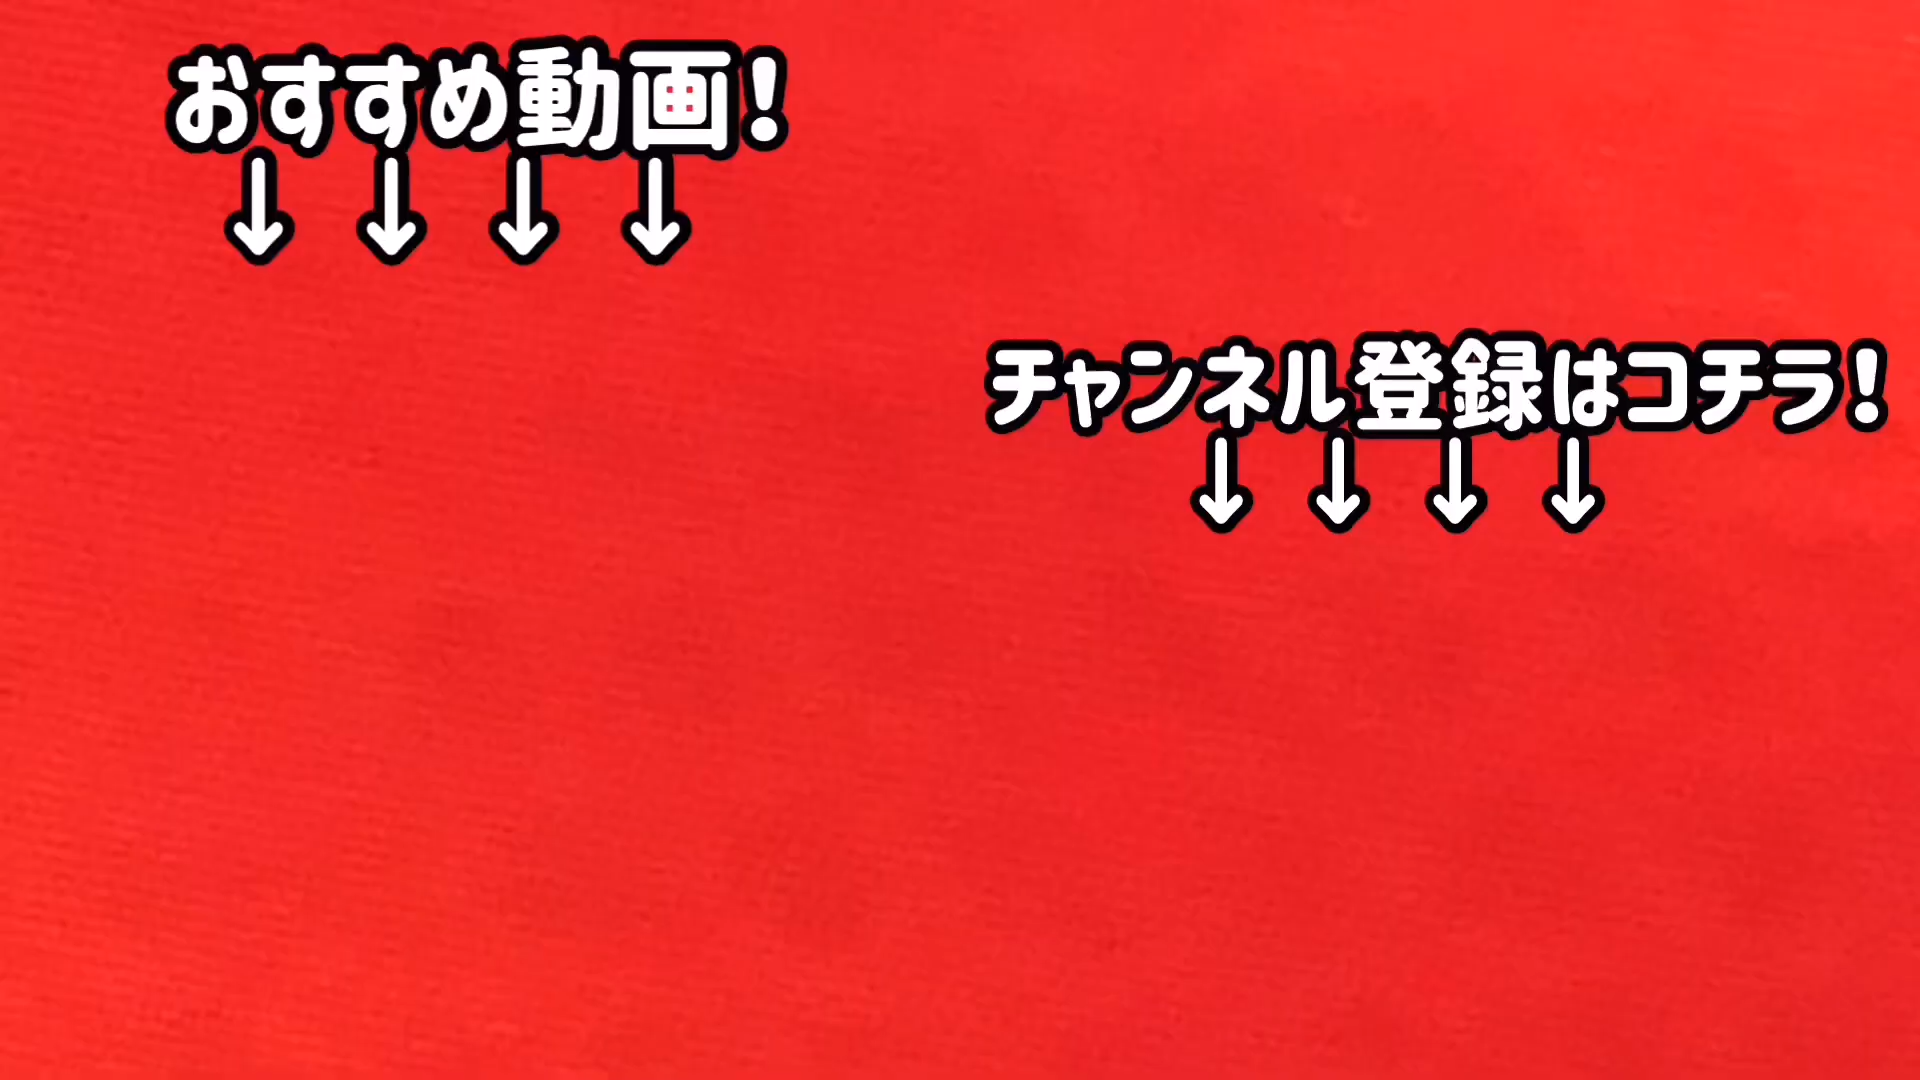 おすすめ動画！
↓ ↓ ↓ ↓
チャンネル登録はコチラ！
↓ ↓ ↓ ↓